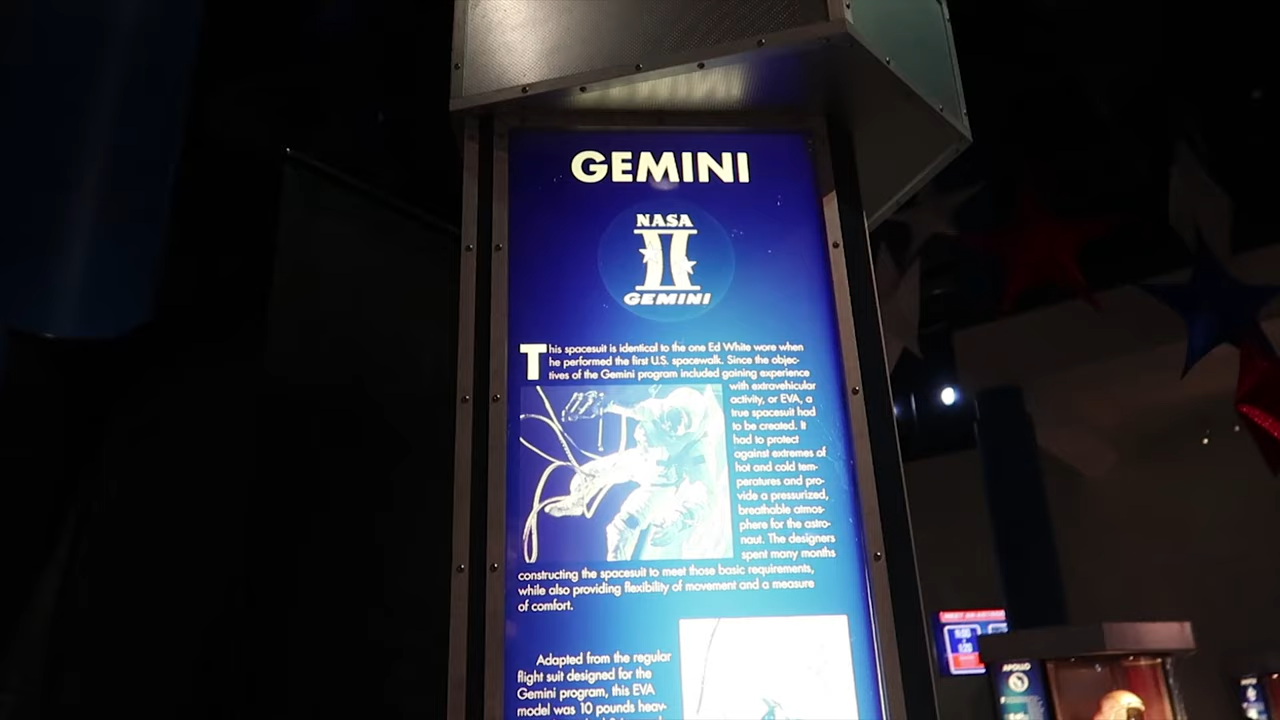 GEMINI
NASA
GEMINI
This spacesuit is identical to the one Ed White wore when
he performed the first U.S. spacewalk. Since the objec-
tives of the Gemini program included gaining experience
with extravehicular
activity, or EVA, a
true spacesuit had
to be created. It
had to protect
against extremes of
hot and cold tem-
peratures and pro-
vide a pressurized,
breathable atmos-
phere for the astro-
naut. The designers
spent many months
constructing the spacesuit to meet those basic requirements,
while also providing flexibility of movement and a measure
of comfort.
Adapted from the regular
flight suit designed for the
Gemini program, this EVA
model was 10 pounds heav-
APOLLO